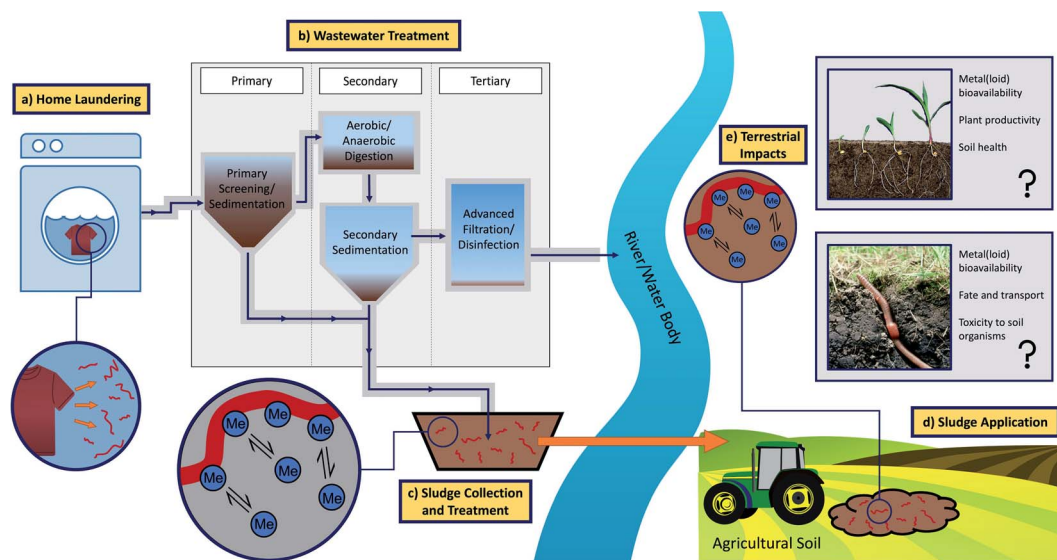 a) Home Laundering
b) Wastewater Treatment
Primary
Secondary
Tertiary
Primary
Screening/
Sedimentation
Aerobic/
Anaerobic
Digestion
Secondary
Sedimentation
Advanced
Filtration/
Disinfection
River/Water Body
Me
Me
Me
Me
Me
Me
Me
c) Sludge Collection
and Treatment
e) Terrestrial
Impacts
Me
Me
Me
Me
Me
Me
Me
Metal(loid)
bioavailability
Plant productivity
Soil health
?
Metal(loid)
bioavailability
Fate and transport
Toxicity to soil
organisms
?
d) Sludge Application
Agricultural Soil